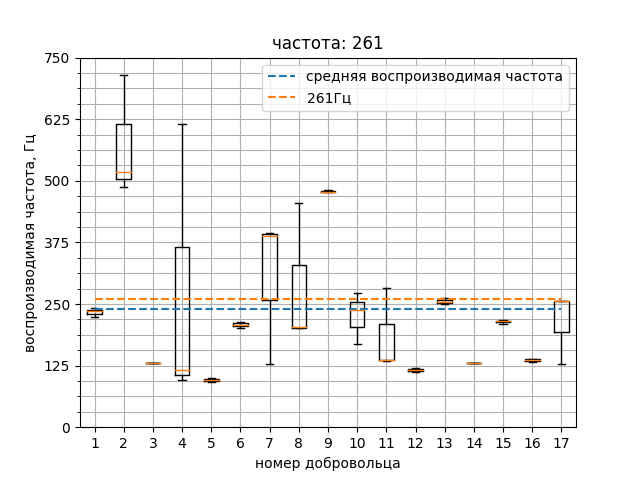 частота: 261
средняя воспроизводимая частота
261Гц
воспроизводимая частота, Гц
750
625
500
375
250
125
0
1 2 3 4 5 6 7 8 9 10 11 12 13 14 15 16 17
номер добровольца